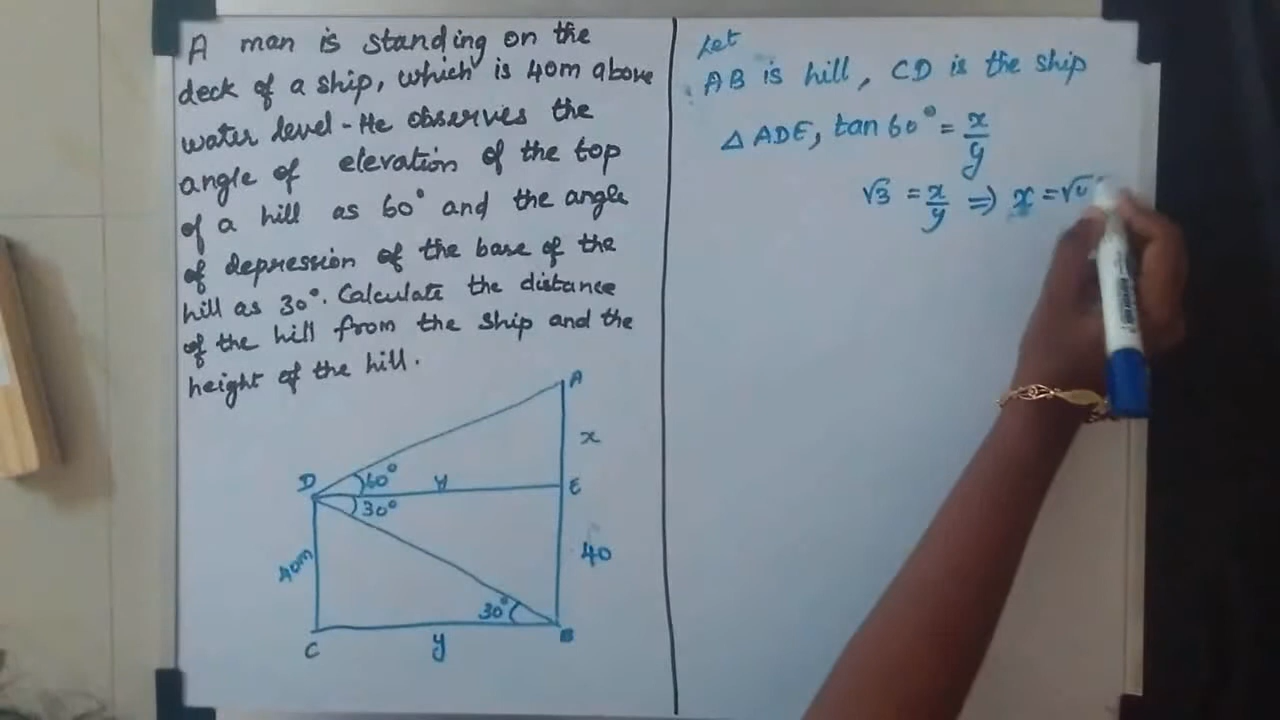 A man is standing on the
deck of a ship, which is 40m above
water level - He observes the
angle of elevation of the top
of a hill as 60° and the angle
of depression of the base of the
hill as 30°. Calculate the distance
of the hill from the ship and the
height of the hill.
A
x
D
60°
y
E
30°
40m
40
30°
C
y
B
Let
AB is hill, CD is the ship
△ ADE, tan 60° = x/y
√3 = x/y ⇒ x = √